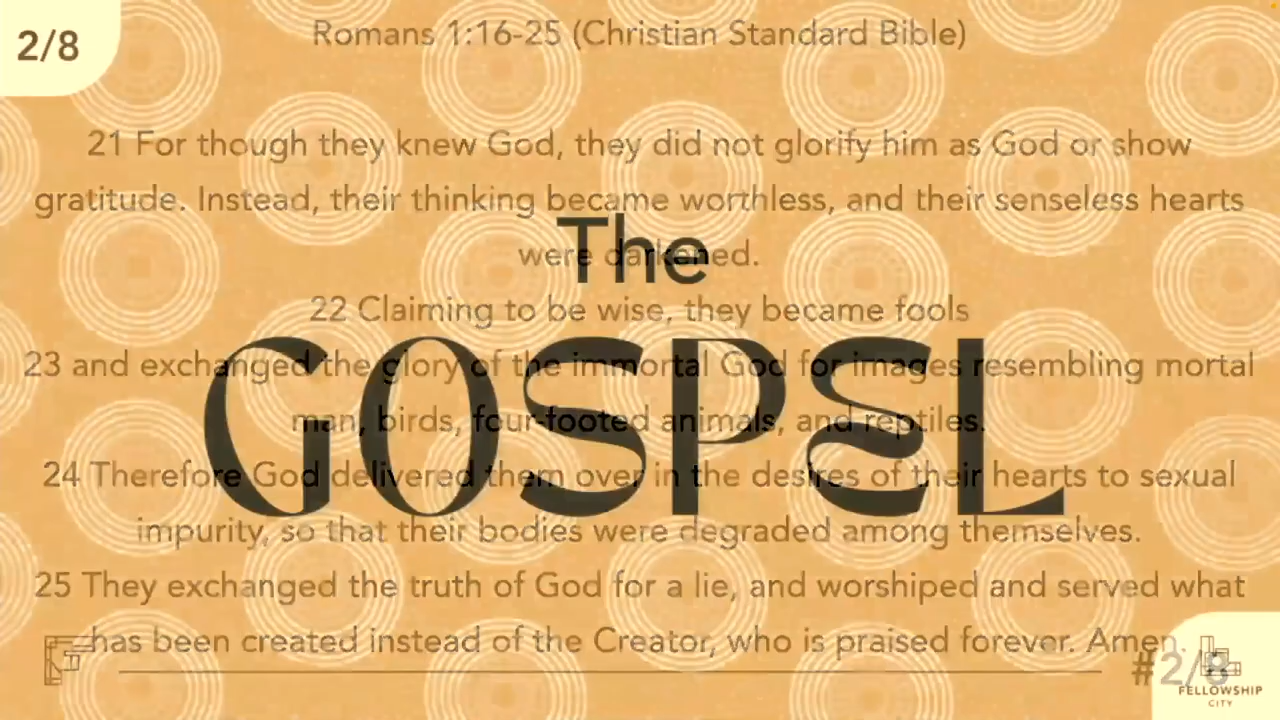 2/8
Romans 1:16-25 (Christian Standard Bible)
21 For though they knew God, they did not glorify him as God or show
gratitude. Instead, their thinking became worthless, and their senseless hearts
were darkened.
The
22 Claiming to be wise, they became fools
23 and exchanged the glory of the immortal God for images resembling mortal
man, birds, four-footed animals, and reptiles.
GOSPEL
24 Therefore God delivered them over in the desires of their hearts to sexual
impurity, so that their bodies were degraded among themselves.
25 They exchanged the truth of God for a lie, and worshiped and served what
has been created instead of the Creator, who is praised forever. Amen.
#2/8
FELLOWSHIP
CITY